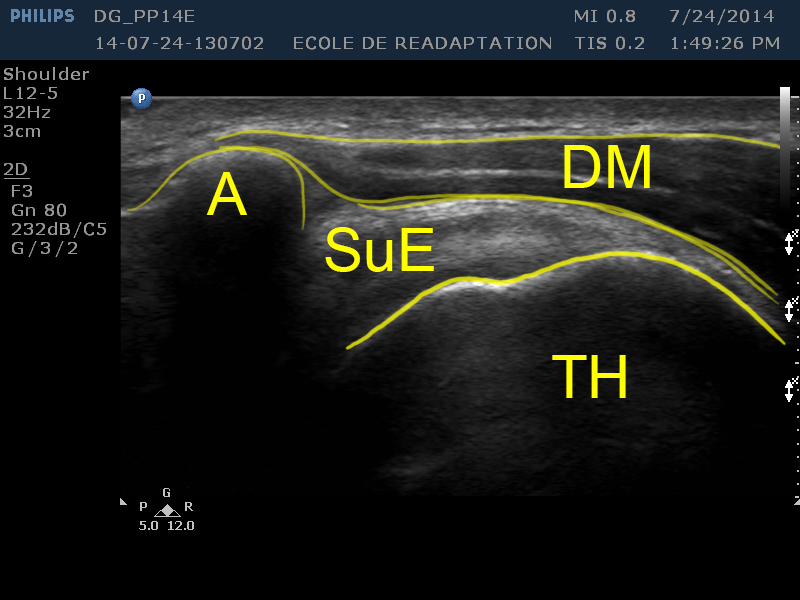 PHILIPS DG_PP14E MI 0.8 7/24/2014
14-07-24-130702 ECOLE DE READAPTATION TIS 0.2 1:49:26 PM
Shoulder
L12-5
32Hz
3cm
2D
F3
Gn 80
232dB/C5
G/3/2
P
DM
A
SuE
TH
G
P R
5.0 12.0